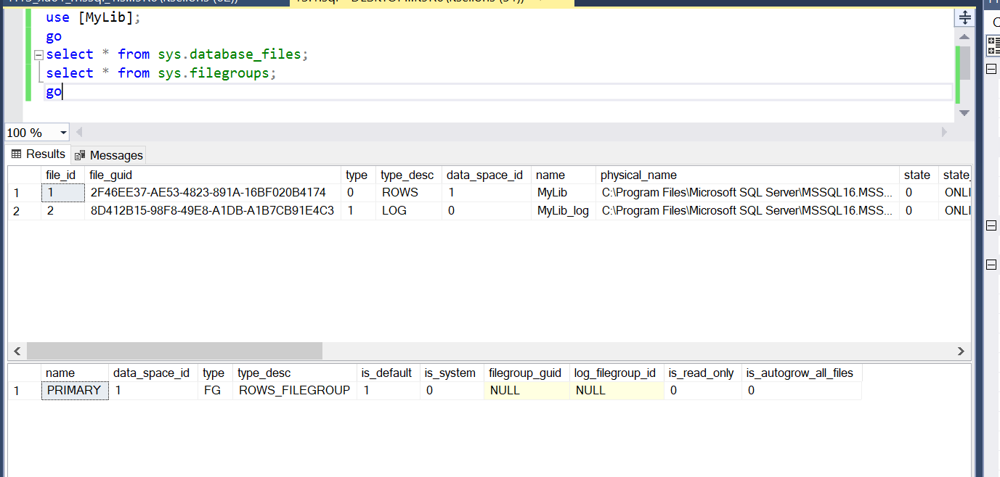 use [MyLib];
go
select * from sys.database_files;
select * from sys.filegroups;
go
100 %
Results Messages
file_id file_guid type type_desc data_space_id name physical_name state state_
1 1 2F46EE37-AE53-4823-891A-16BF020B4174 0 ROWS 1 MyLib C:\Program Files\Microsoft SQL Server\MSSQL16.MSS... 0 ONLI
2 2 8D412B15-98F8-49E8-A1DB-A1B7CB91E4C3 1 LOG 0 MyLib_log C:\Program Files\Microsoft SQL Server\MSSQL16.MSS... 0 ONLI
name data_space_id type type_desc is_default is_system filegroup_guid log_filegroup_id is_read_only is_autogrow_all_files
1 PRIMARY 1 FG ROWS_FILEGROUP 1 0 NULL NULL 0 0